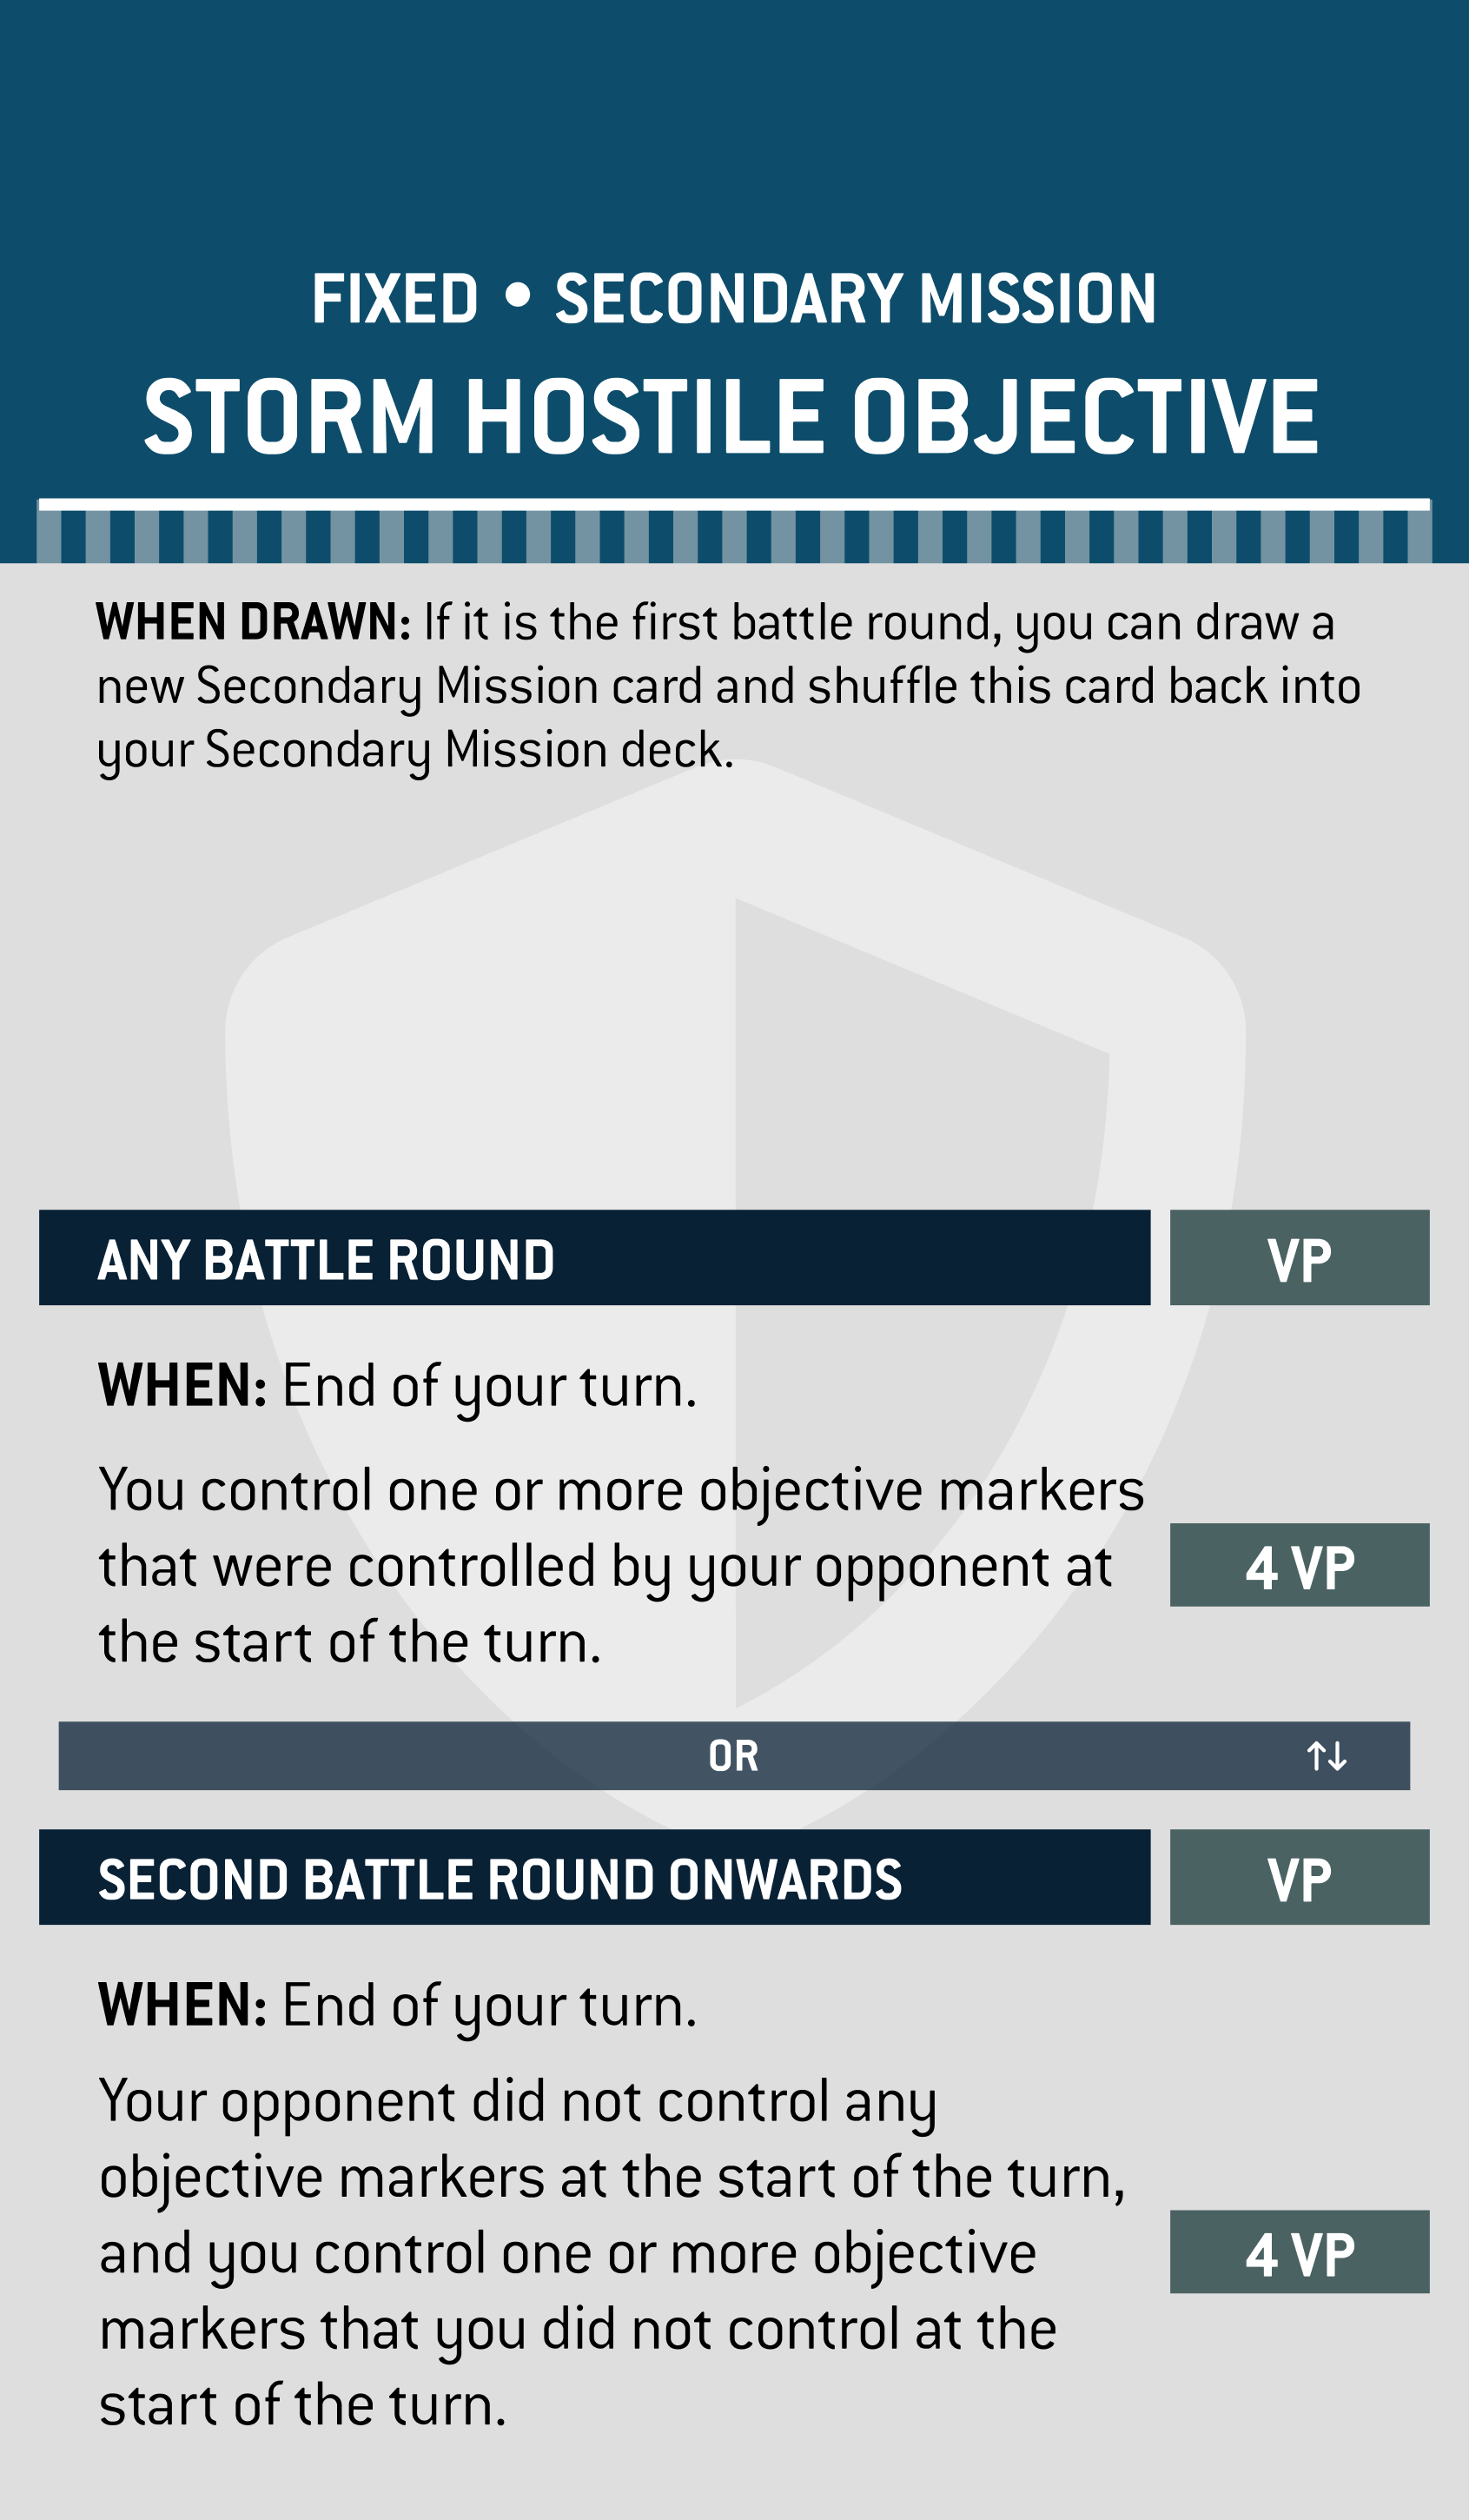 FIXED • SECONDARY MISSION
STORM HOSTILE OBJECTIVE
WHEN DRAWN: If it is the first battle round, you can draw a
new Secondary Mission card and shuffle this card back into
your Secondary Mission deck.
ANY BATTLE ROUND VP
WHEN: End of your turn.
You control one or more objective markers
that were controlled by your opponent at
the start of the turn.
4 VP
OR ↑↓
SECOND BATTLE ROUND ONWARDS VP
WHEN: End of your turn.
Your opponent did not control any
objective markers at the start of the turn,
and you control one or more objective
markers that you did not control at the
start of the turn.
4 VP